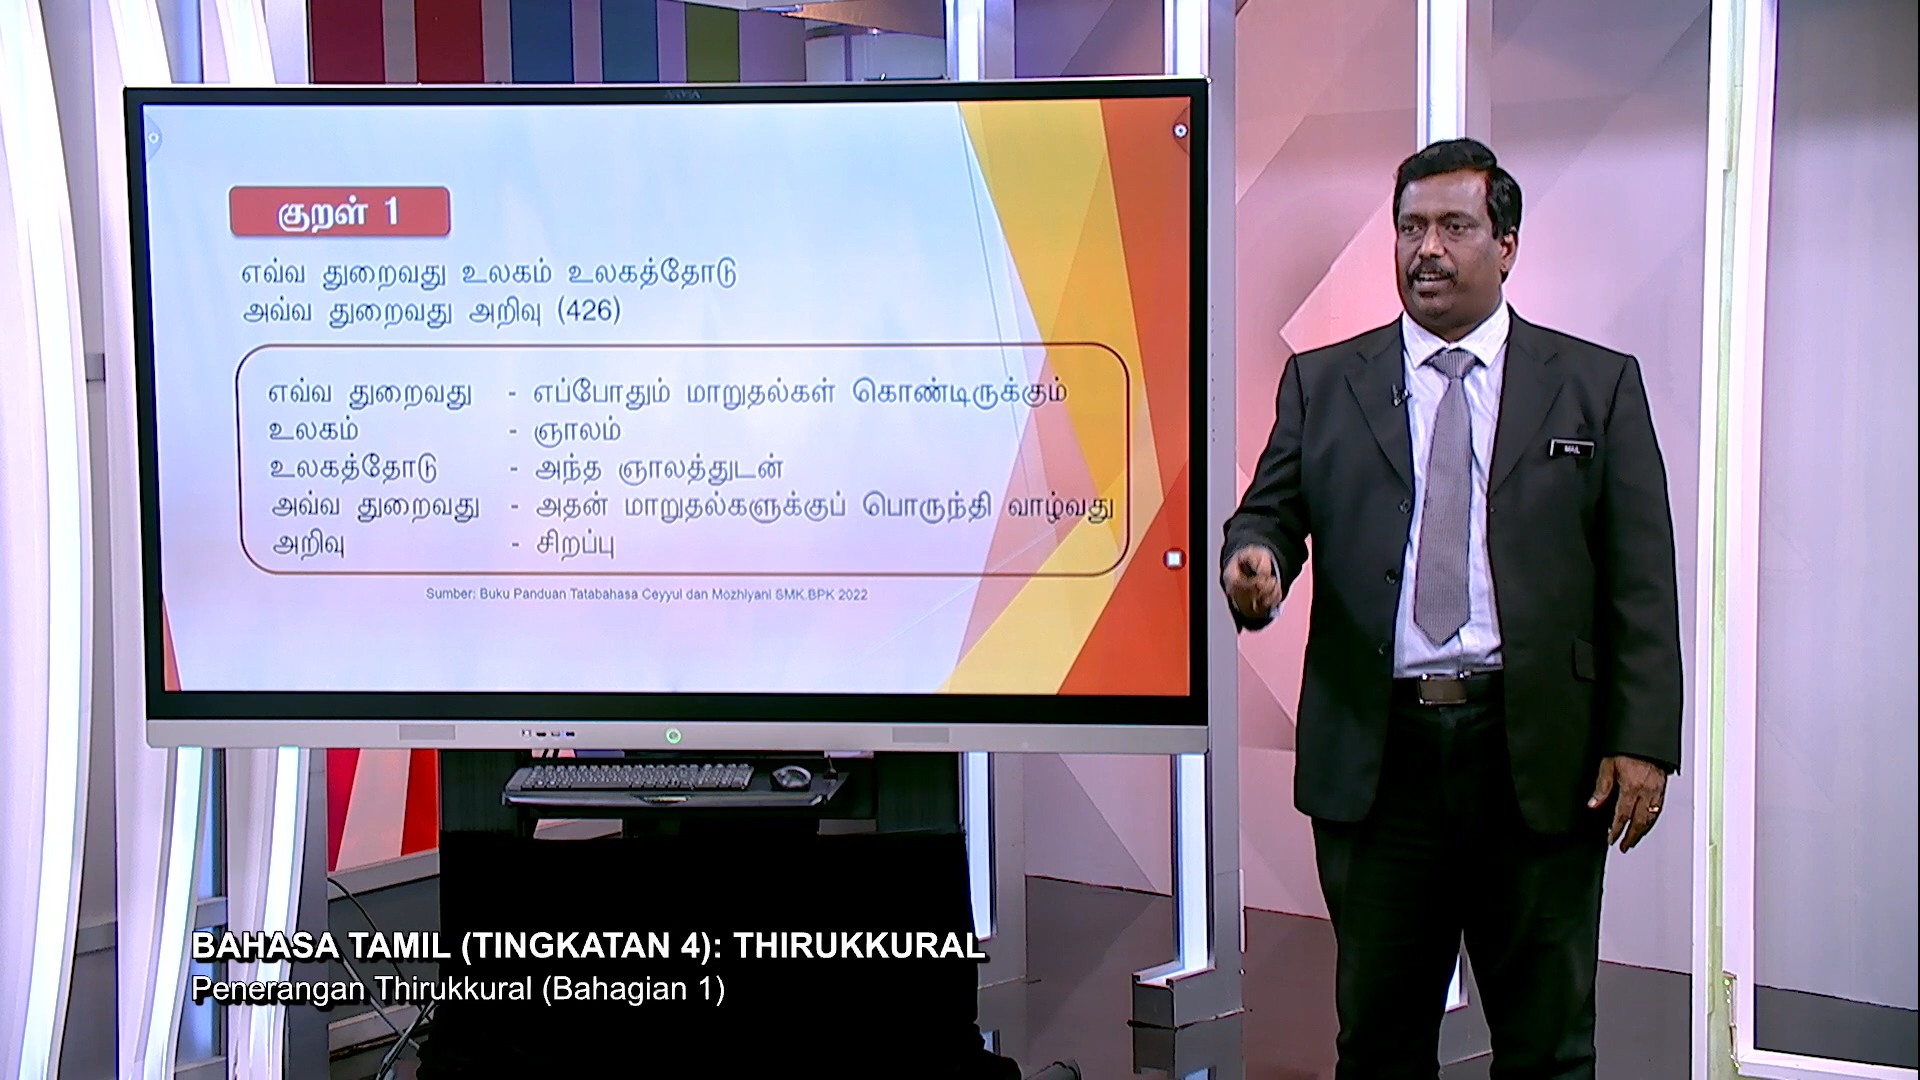 குறள் 1
எவ்வ துறைவது உலகம் உலகத்தோடு
அவ்வ துறைவது அறிவு (426)
எவ்வ துறைவது - எப்போதும் மாறுதல்கள் கொண்டிருக்கும்
உலகம் - ஞாலம்
உலகத்தோடு - அந்த ஞாலத்துடன்
அவ்வ துறைவது - அதன் மாறுதல்களுக்குப் பொருந்தி வாழ்வது
அறிவு - சிறப்பு
Sumber: Buku Panduan Tatabahasa Ceyyul dan Mozhiyani SMK.BPK 2022
BAHASA TAMIL (TINGKATAN 4): THIRUKKURAL
Penerangan Thirukkural (Bahagian 1)